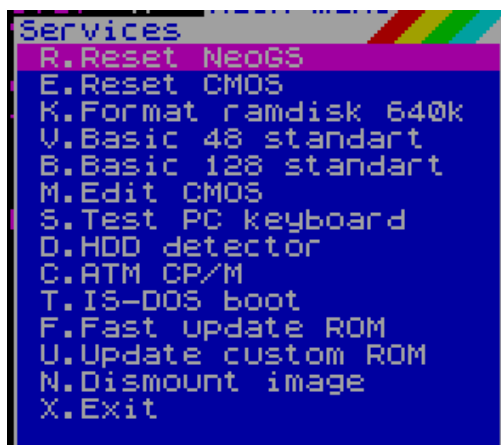 Services
R.Reset NeoGS
E.Reset CMOS
K.Format ramdisk 640k
V.Basic 48 standart
B.Basic 128 standart
M.Edit CMOS
S.Test PC keyboard
D.HDD detector
C.ATM CP/M
T.IS-DOS boot
F.Fast update ROM
U.Update custom ROM
N.Dismount image
X.Exit